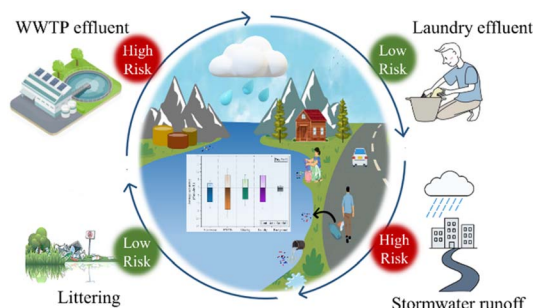 WWTP effluent
High
Risk
Low
Risk
Laundry effluent
Low
Risk
High
Risk
Littering
Stormwater runoff